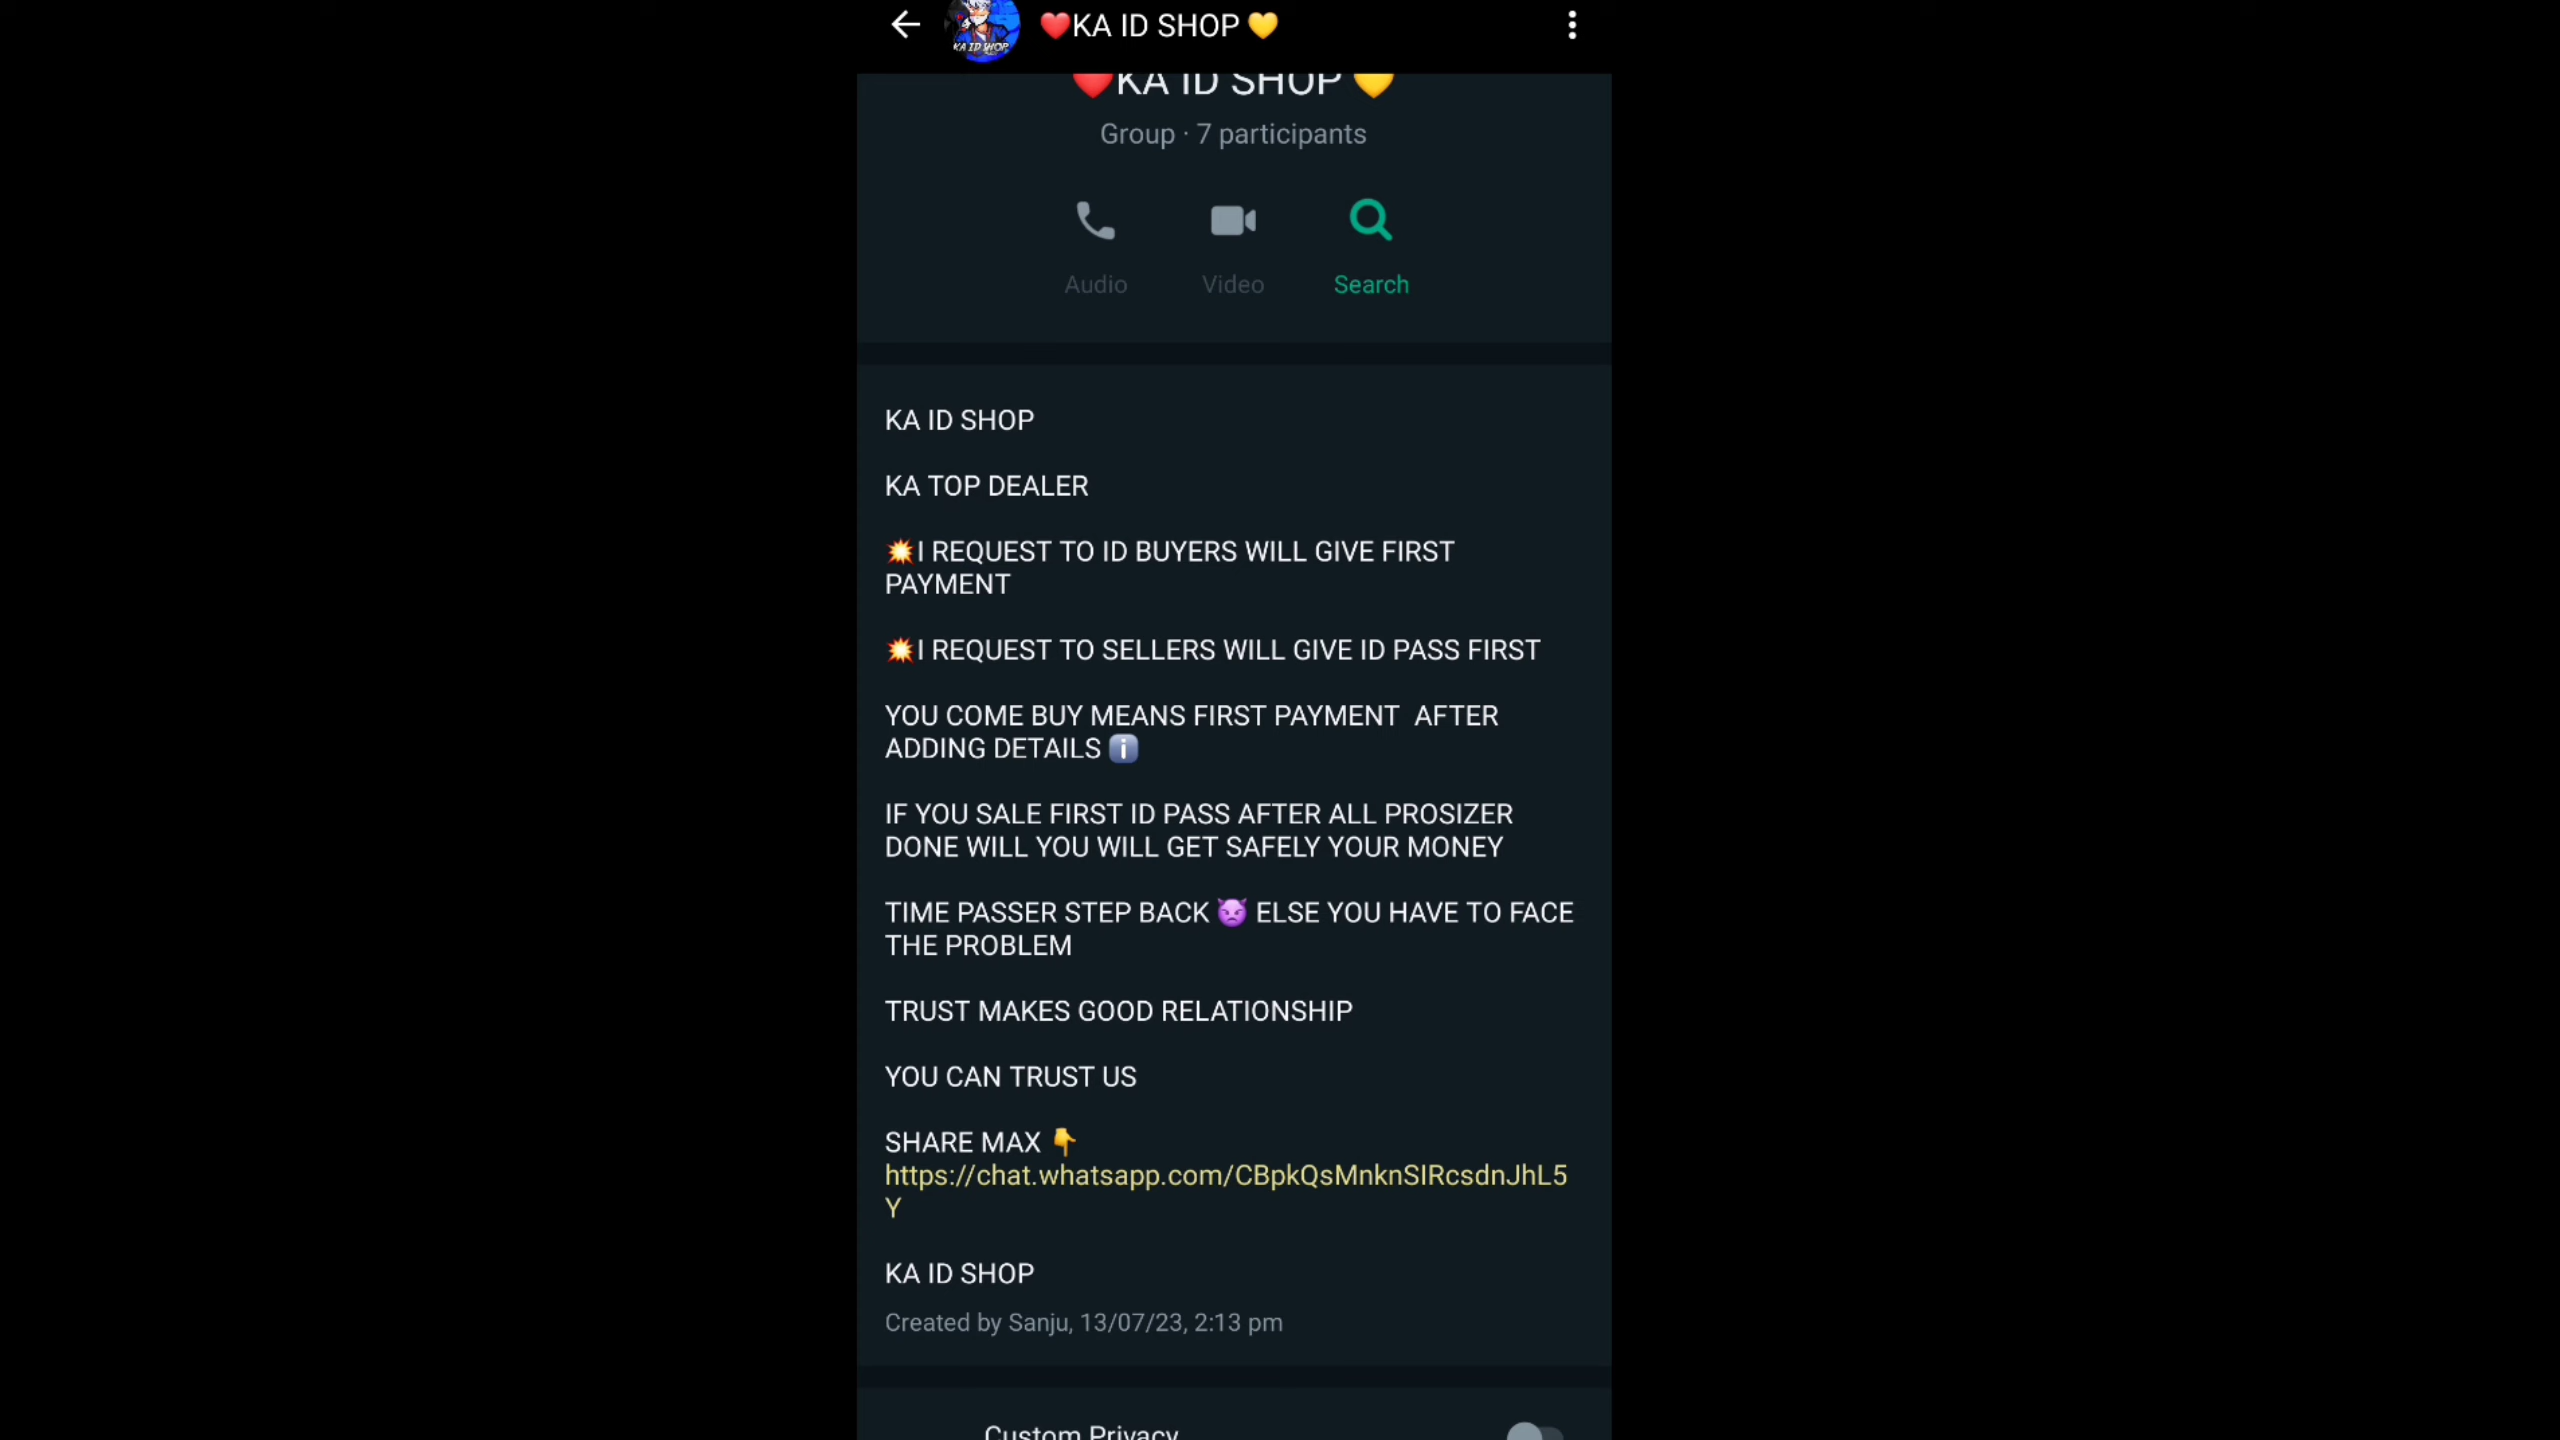 ❤️KA ID SHOP 💛
KA ID SHOP
❤️KA ID SHOP 💛
Group · 7 participants
Audio Video Search
KA ID SHOP
KA TOP DEALER
💥I REQUEST TO ID BUYERS WILL GIVE FIRST
PAYMENT
💥I REQUEST TO SELLERS WILL GIVE ID PASS FIRST
YOU COME BUY MEANS FIRST PAYMENT  AFTER
ADDING DETAILS ℹ️
IF YOU SALE FIRST ID PASS AFTER ALL PROSIZER
DONE WILL YOU WILL GET SAFELY YOUR MONEY
TIME PASSER STEP BACK 👿 ELSE YOU HAVE TO FACE
THE PROBLEM
TRUST MAKES GOOD RELATIONSHIP
YOU CAN TRUST US
SHARE MAX 👇
https://chat.whatsapp.com/CBpkQsMnknSIRcsdnJhL5
Y
KA ID SHOP
Created by Sanju, 13/07/23, 2:13 pm
Custom Privacy